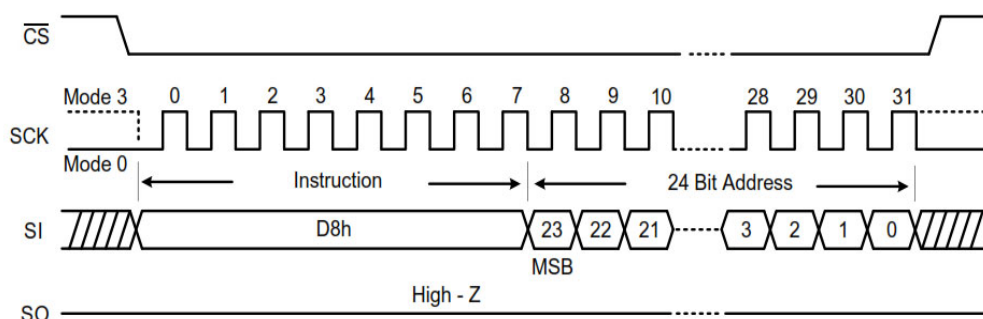 CS
Mode 3 0 1 2 3 4 5 6 7 8 9 10 28 29 30 31
SCK
Mode 0
Instruction 24 Bit Address
SI D8h 23 22 21 3 2 1 0
MSB
High - Z
SO